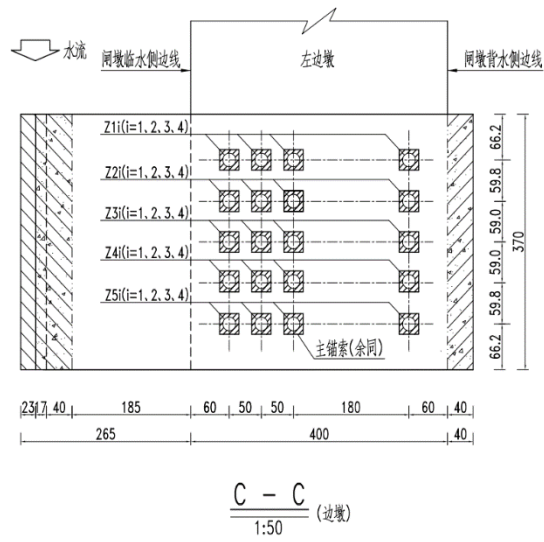 水流
闸墩临水侧边线
左边墩
闸墩背水侧边线
Z1i(i=1、2、3、4)
Z2i(i=1、2、3、4)
Z3i(i=1、2、3、4)
Z4i(i=1、2、3、4)
Z5i(i=1、2、3、4)
主锚索(余同)
66.2
59.8
59.0
59.0
59.8
66.2
370
23 17 40 185 60 50 50 180 60 40
265 400 40
C - C (边墩)
1:50